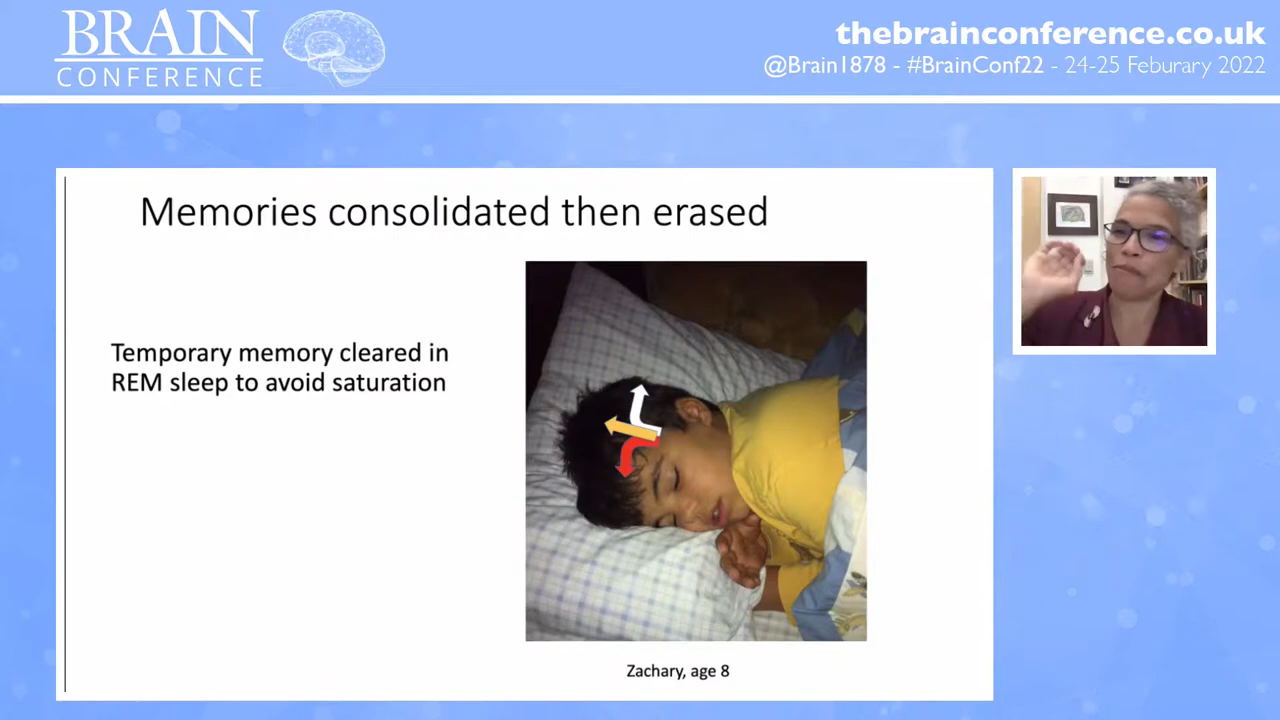 BRAIN
CONFERENCE
thebrainconference.co.uk
@Brain1878 - #BrainConf22 - 24-25 Feburary 2022
Memories consolidated then erased
Temporary memory cleared in
REM sleep to avoid saturation
Zachary, age 8